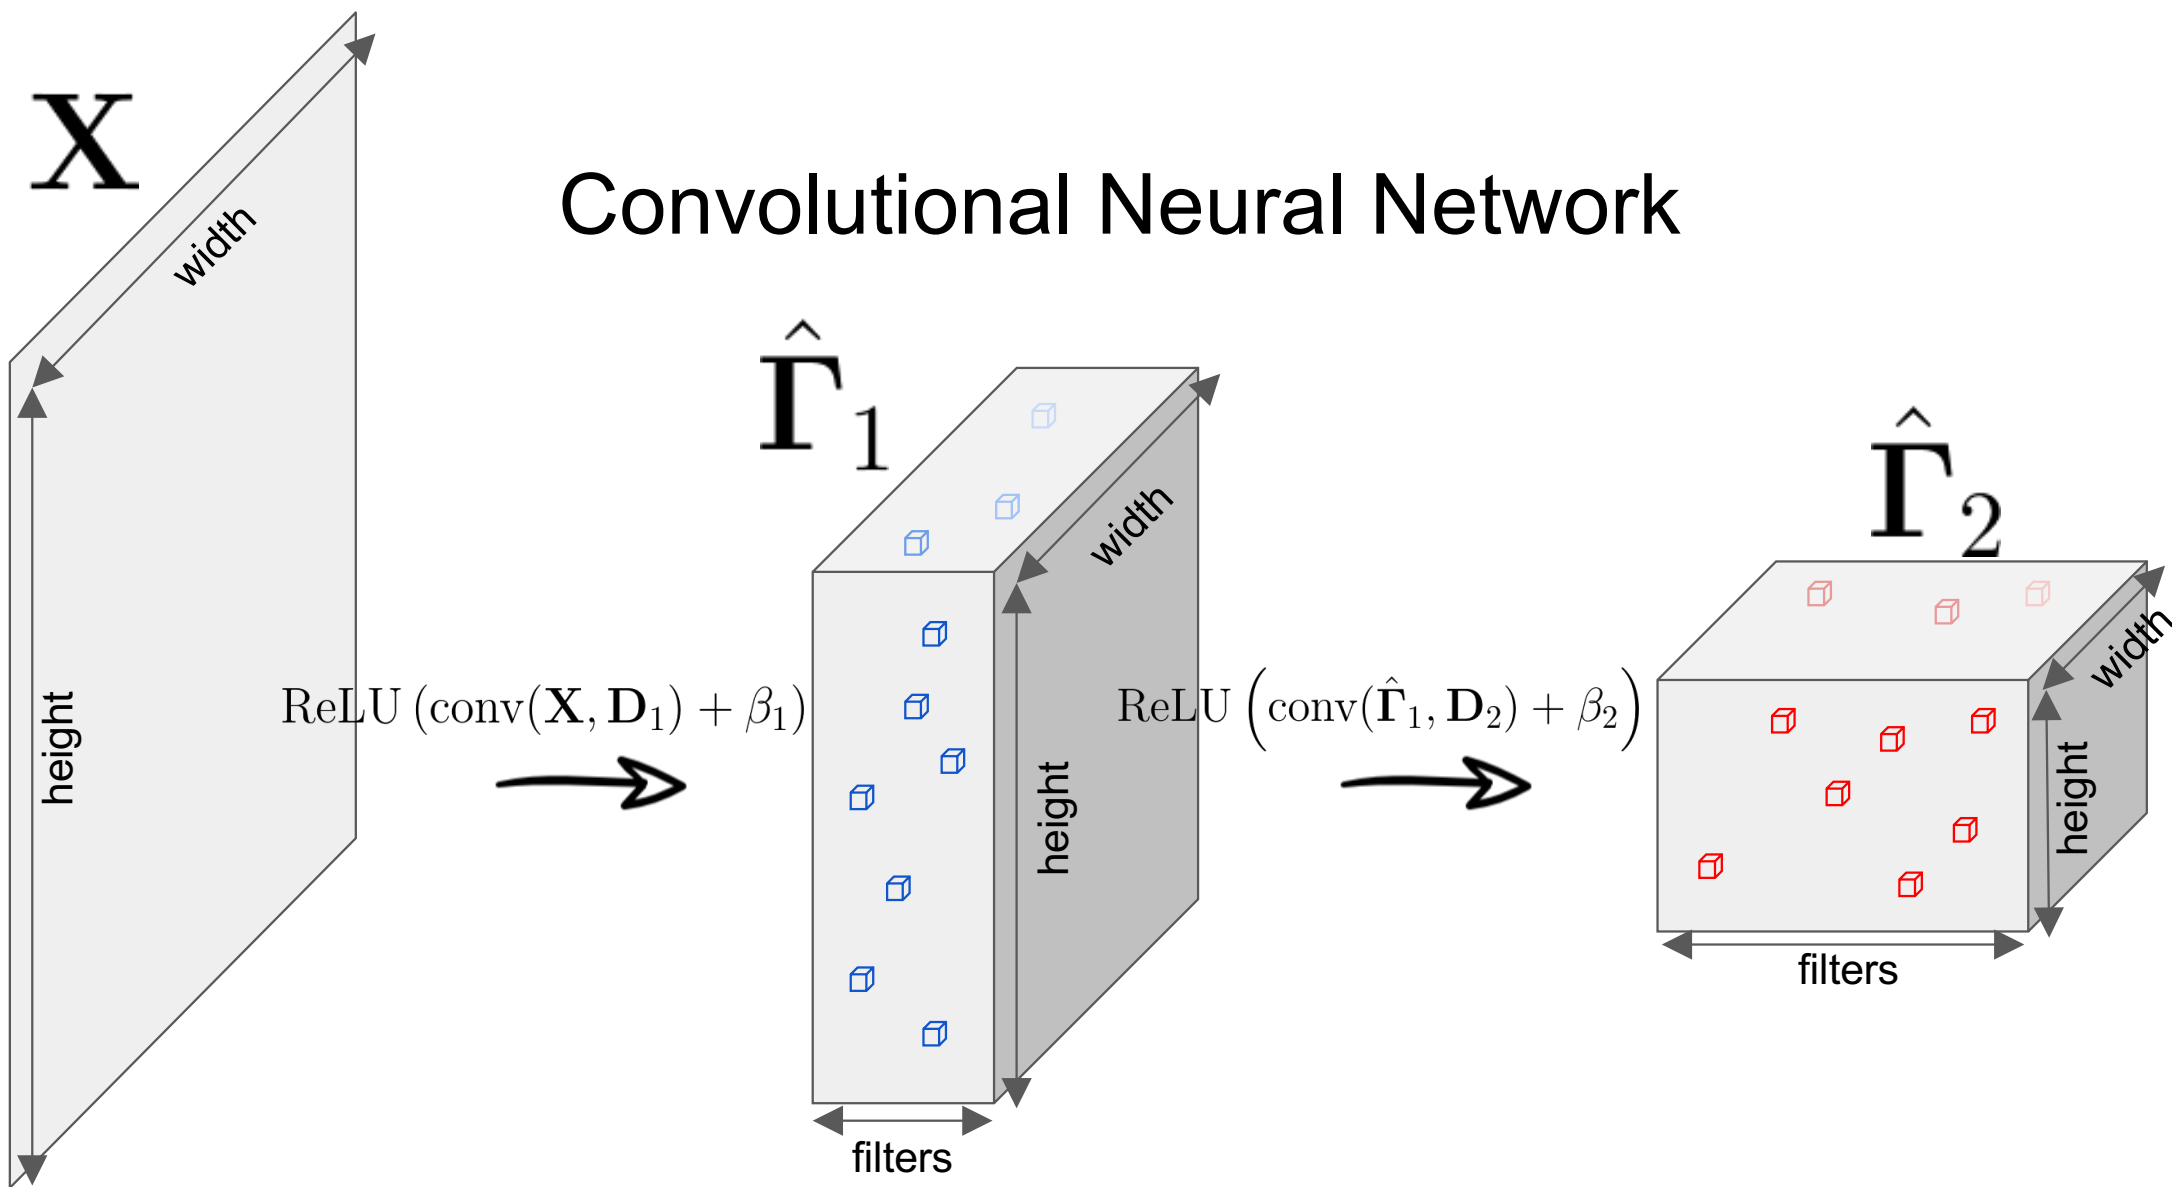 X
width
height
Convolutional Neural Network
ReLU (conv(X, D₁) + β₁)
Γ̂₁
width
height
filters
ReLU (conv(Γ̂₁, D₂) + β₂)
Γ̂₂
width
height
filters